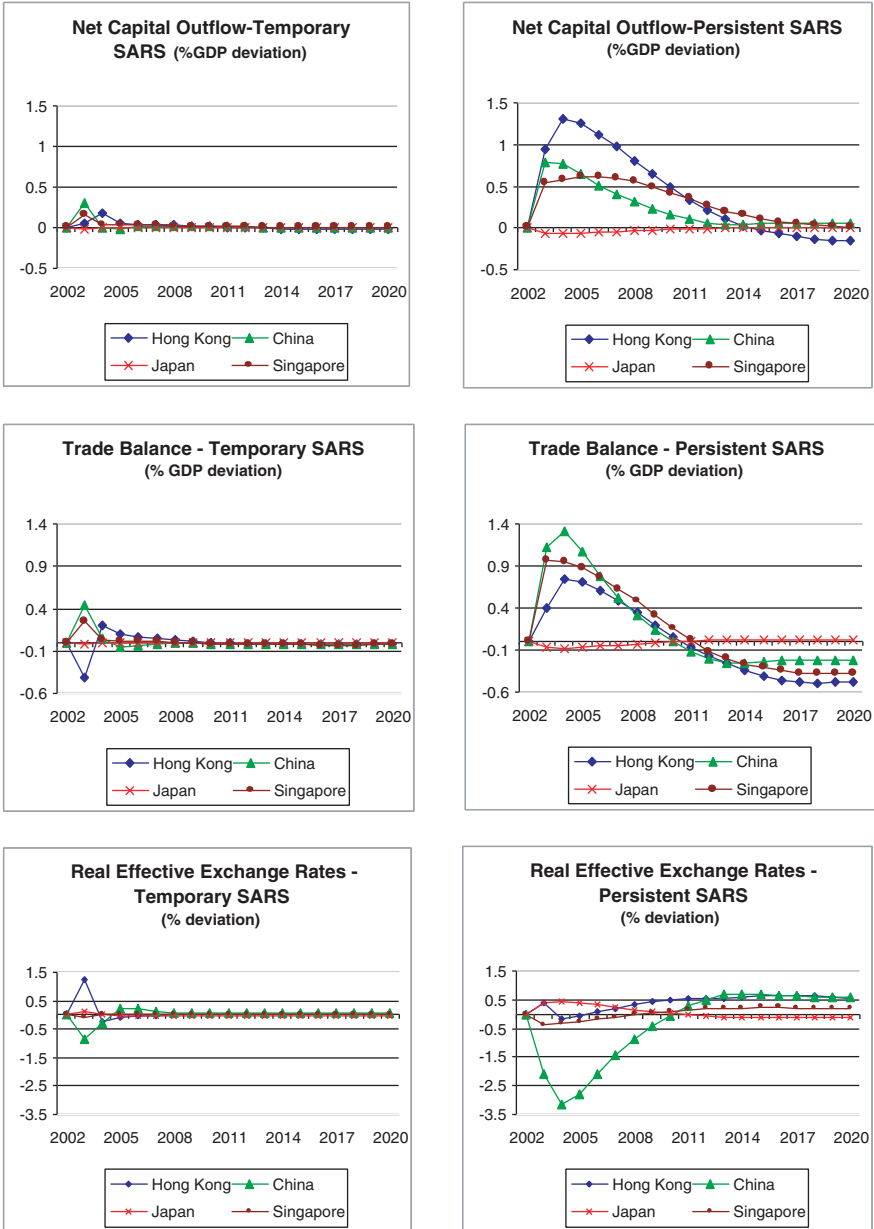 Net Capital Outflow-Temporary
SARS (%GDP deviation)
1.5
1
0.5
0
-0.5
2002 2005 2008 2011 2014 2017 2020
Hong Kong China
Japan Singapore
Net Capital Outflow-Persistent SARS
(%GDP deviation)
1.5
1
0.5
0
-0.5
2002 2005 2008 2011 2014 2017 2020
Hong Kong China
Japan Singapore
Trade Balance - Temporary SARS
(% GDP deviation)
1.4
0.9
0.4
-0.1
-0.6
2002 2005 2008 2011 2014 2017 2020
Hong Kong China
Japan Singapore
Trade Balance - Persistent SARS
(% GDP deviation)
1.4
0.9
0.4
-0.1
-0.6
2002 2005 2008 2011 2014 2017 2020
Hong Kong China
Japan Singapore
Real Effective Exchange Rates -
Temporary SARS
(% deviation)
1.5
0.5
-0.5
-1.5
-2.5
-3.5
2002 2005 2008 2011 2014 2017 2020
Hong Kong China
Japan Singapore
Real Effective Exchange Rates -
Persistent SARS
(% deviation)
1.5
0.5
-0.5
-1.5
-2.5
-3.5
2002 2005 2008 2011 2014 2017 2020
Hong Kong China
Japan Singapore